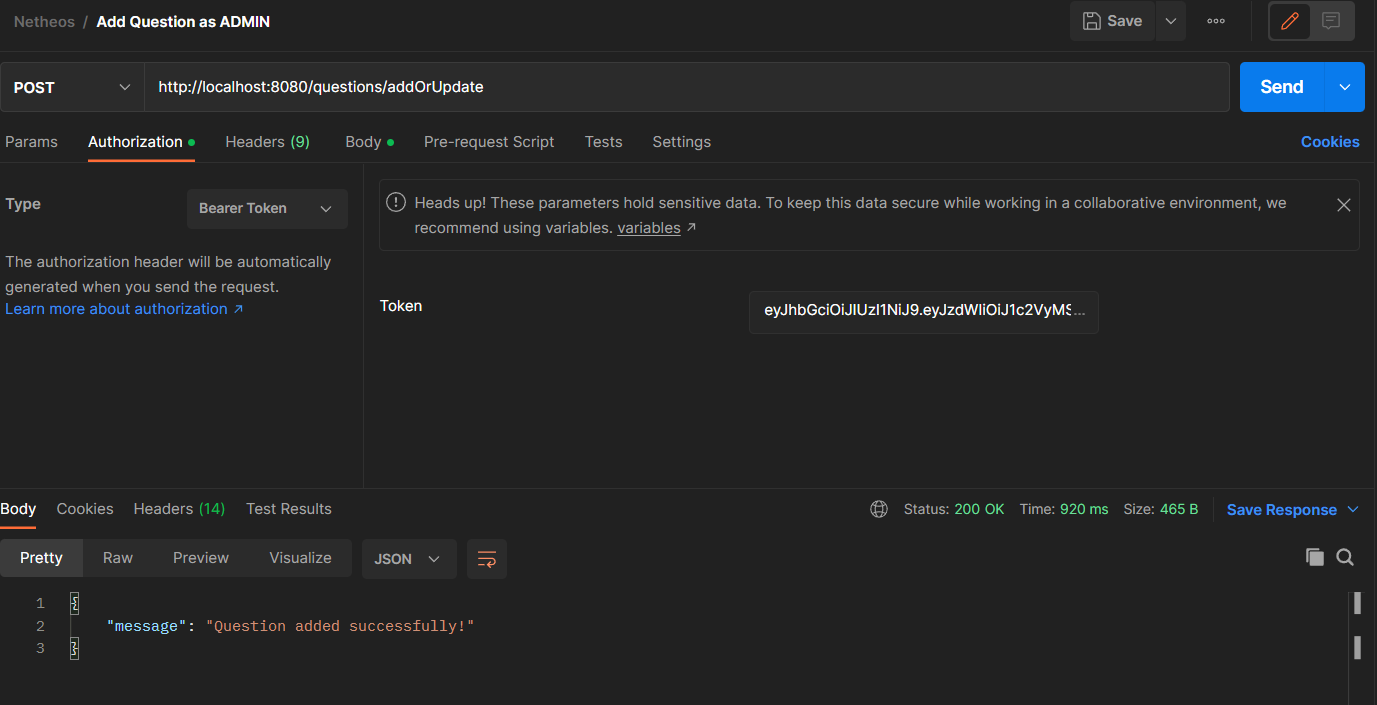 Netheos / Add Question as ADMIN
Save
POST
http://localhost:8080/questions/addOrUpdate
Send
Params Authorization Headers (9) Body Pre-request Script Tests Settings
Cookies
Type
Bearer Token
The authorization header will be automatically
generated when you send the request.
Learn more about authorization ↗
Heads up! These parameters hold sensitive data. To keep this data secure while working in a collaborative environment, we
recommend using variables. variables ↗
Token
eyJhbGciOiJIUzI1NiJ9.eyJzdWIiOiJ1c2VyMS...
Body Cookies Headers (14) Test Results
Status: 200 OK Time: 920 ms Size: 465 B
Save Response
Pretty Raw Preview Visualize
JSON
1 {
2 "message": "Question added successfully!"
3 }